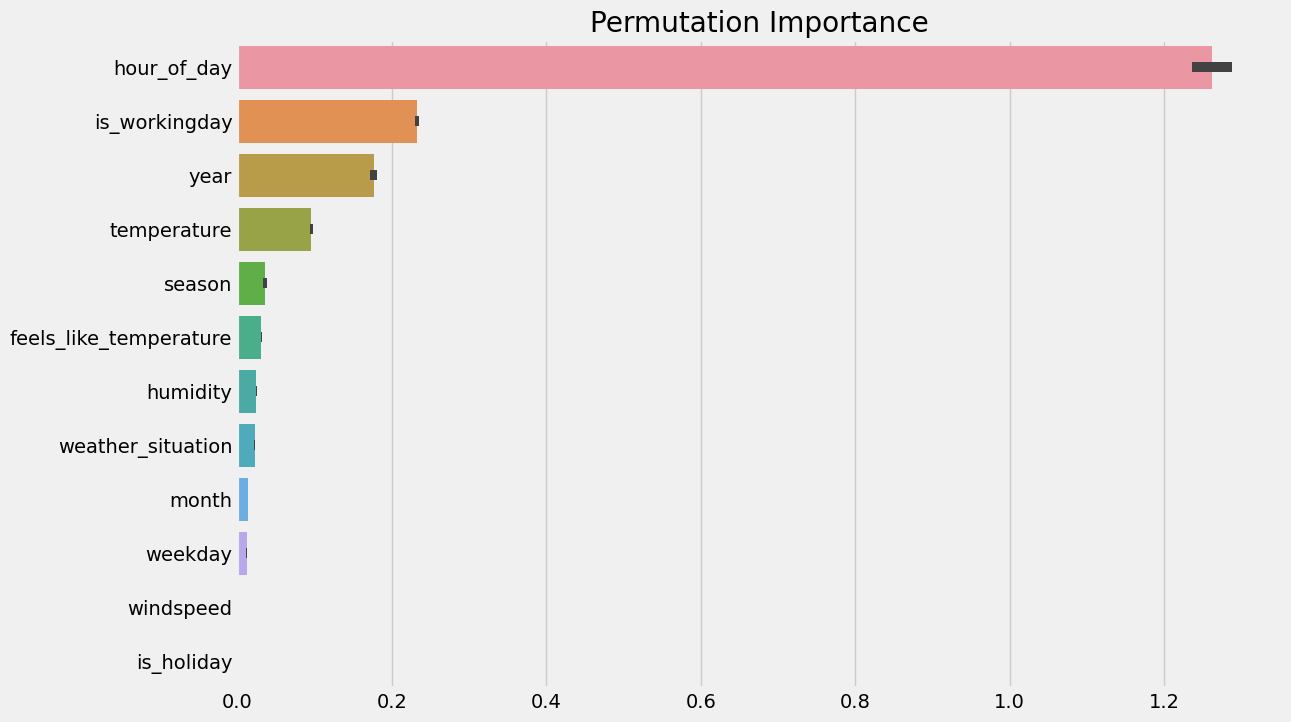 Permutation Importance
hour_of_day
is_workingday
year
temperature
season
feels_like_temperature
humidity
weather_situation
month
weekday
windspeed
is_holiday
0.0 0.2 0.4 0.6 0.8 1.0 1.2